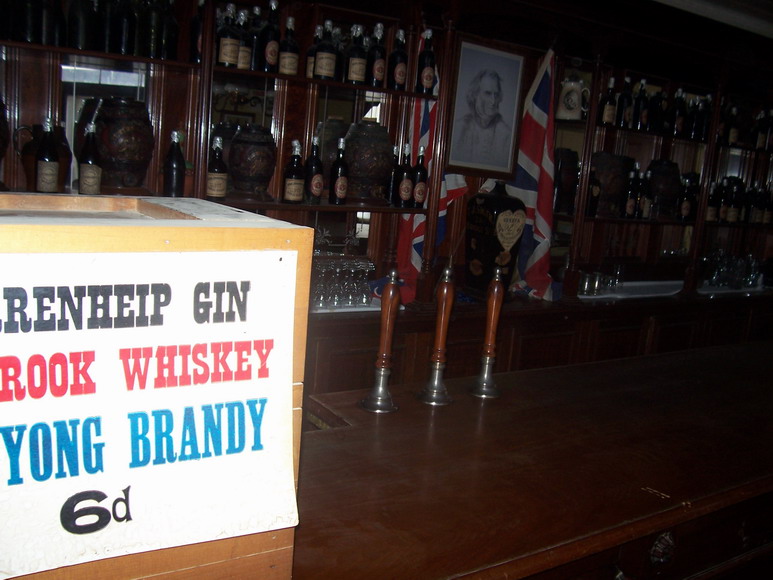 RENHEIP GIN
ROOK WHISKEY
YONG BRANDY
6d